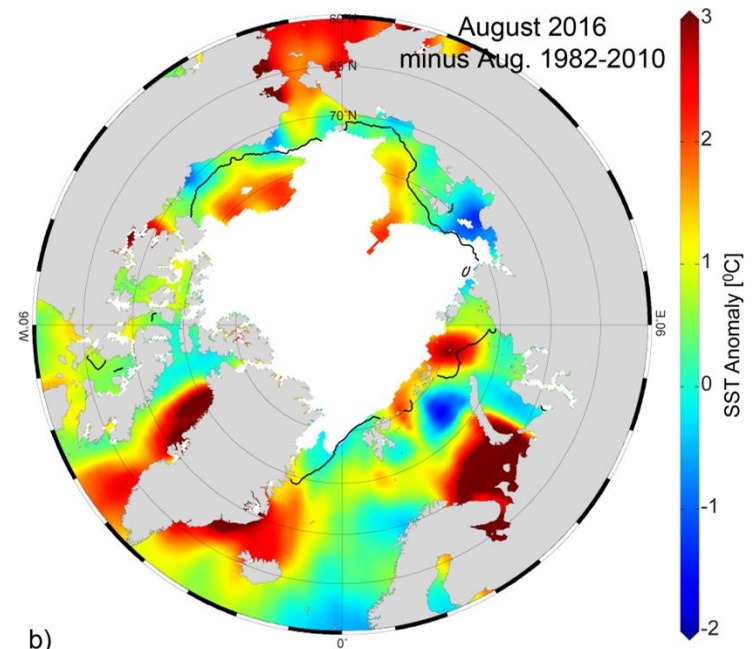 August 2016
minus Aug. 1982-2010
60°N
65°N
70°N
90°W
90°E
0°
3
2
1
0
-1
-2
SST Anomaly [⁰C]
b)